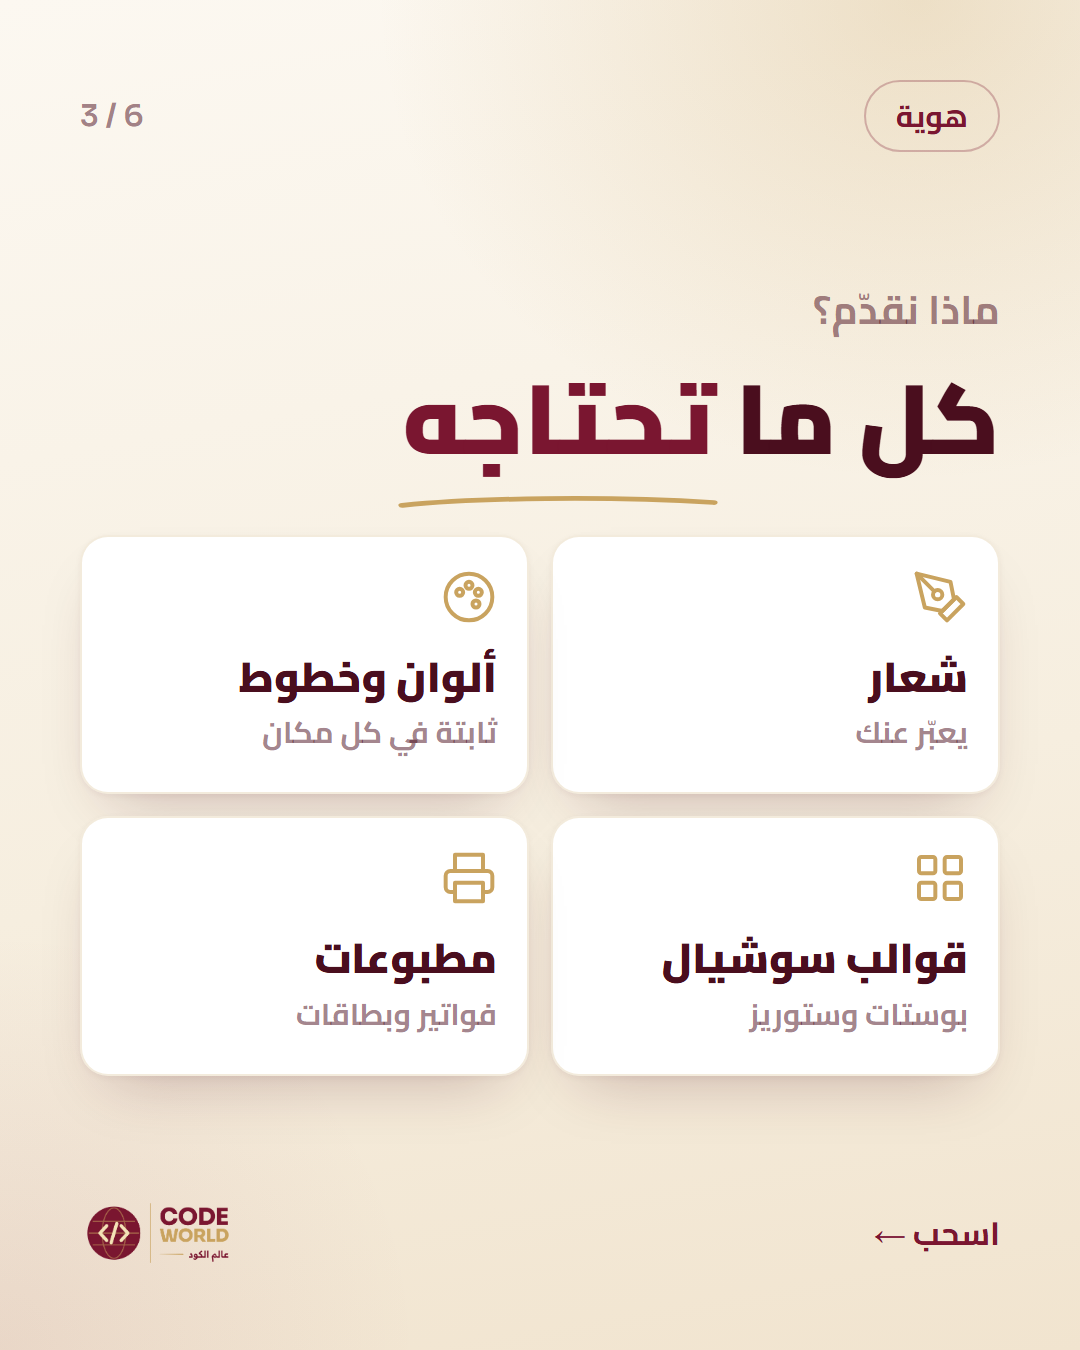 هوية
3 / 6
ماذا نقدّم؟
كل ما تحتاجه
شعار
يعبّر عنك
ألوان وخطوط
ثابتة في كل مكان
قوالب سوشيال
بوستات وستوريز
مطبوعات
فواتير وبطاقات
اسحب ←
</>
CODE
WORLD
عالم الكود